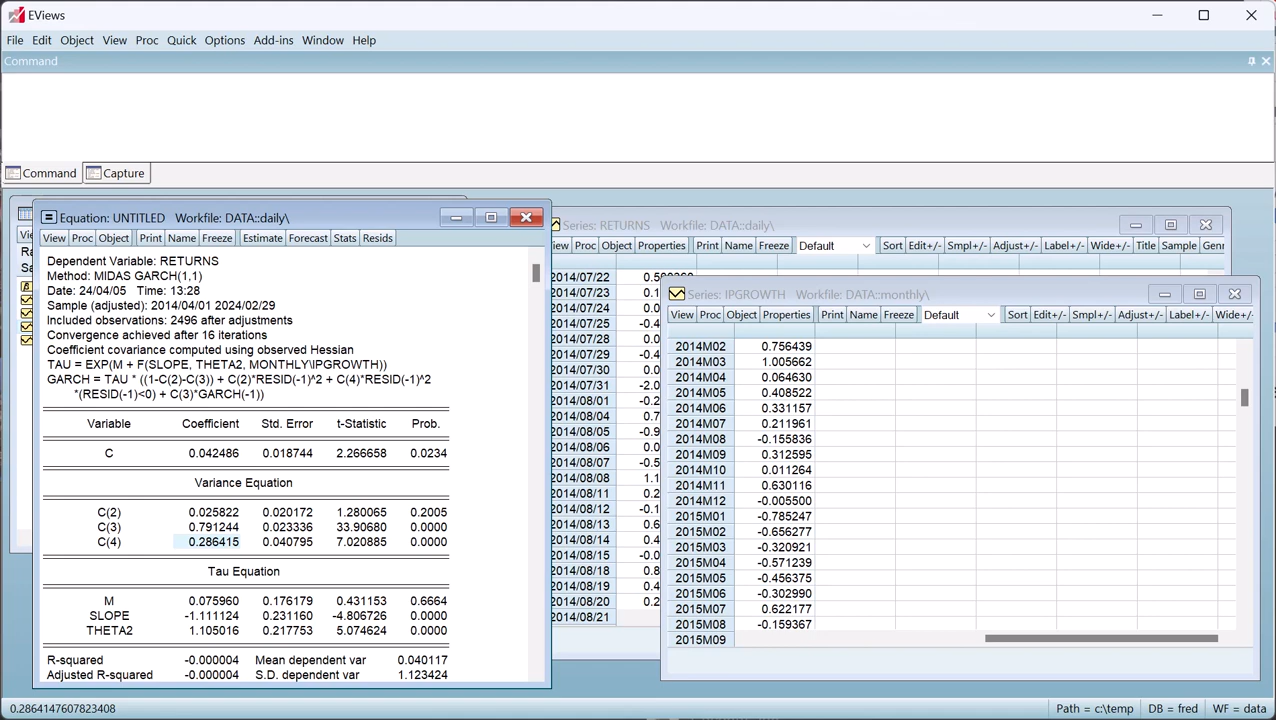 EViews
File Edit Object View Proc Quick Options Add-ins Window Help
Command
Command Capture
Equation: UNTITLED Workfile: DATA::daily\
View Proc Object Print Name Freeze Estimate Forecast Stats Resids
Dependent Variable: RETURNS
Method: MIDAS GARCH(1,1)
Date: 24/04/05 Time: 13:28
Sample (adjusted): 2014/04/01 2024/02/29
Included observations: 2496 after adjustments
Convergence achieved after 16 iterations
Coefficient covariance computed using observed Hessian
TAU = EXP(M + F(SLOPE, THETA2, MONTHLY\IPGROWTH))
GARCH = TAU * ((1-C(2)-C(3)) + C(2)*RESID(-1)^2 + C(4)*RESID(-1)^2
*(RESID(-1)<0) + C(3)*GARCH(-1))
Variable Coefficient Std. Error t-Statistic Prob.
C 0.042486 0.018744 2.266658 0.0234
Variance Equation
C(2) 0.025822 0.020172 1.280065 0.2005
C(3) 0.791244 0.023336 33.90680 0.0000
C(4) 0.286415 0.040795 7.020885 0.0000
Tau Equation
M 0.075960 0.176179 0.431153 0.6664
SLOPE -1.111124 0.231160 -4.806726 0.0000
THETA2 1.105016 0.217753 5.074624 0.0000
R-squared -0.000004 Mean dependent var 0.040117
Adjusted R-squared -0.000004 S.D. dependent var 1.123424
Series: RETURNS Workfile: DATA::daily\
Proc Object Properties Print Name Freeze Default Sort Edit+/- Smpl+/- Adjust+/- Label+/- Wide+/- Title Sample
2014/07/22
2014/07/23
2014/07/24
2014/07/25
2014/07/28
2014/07/29
2014/07/30
2014/07/31
2014/08/01
2014/08/04
2014/08/05
2014/08/06
2014/08/07
2014/08/08
2014/08/11
2014/08/12
2014/08/13
2014/08/14
2014/08/15
2014/08/18
2014/08/19
2014/08/20
2014/08/21
Series: IPGROWTH Workfile: DATA::monthly\
View Proc Object Properties Print Name Freeze Default Sort Edit+/- Smpl+/- Adjust+/- Label+/- Wide+/-
2014M02 0.756439
2014M03 1.005662
2014M04 0.064630
2014M05 0.408522
2014M06 0.331157
2014M07 0.211961
2014M08 -0.155836
2014M09 0.312595
2014M10 0.011264
2014M11 0.630116
2014M12 -0.005500
2015M01 -0.785247
2015M02 -0.656277
2015M03 -0.320921
2015M04 -0.571239
2015M05 -0.456375
2015M06 -0.302990
2015M07 0.622177
2015M08 -0.159367
2015M09
0.2864147607823408
Path = c:\temp DB = fred WF = data